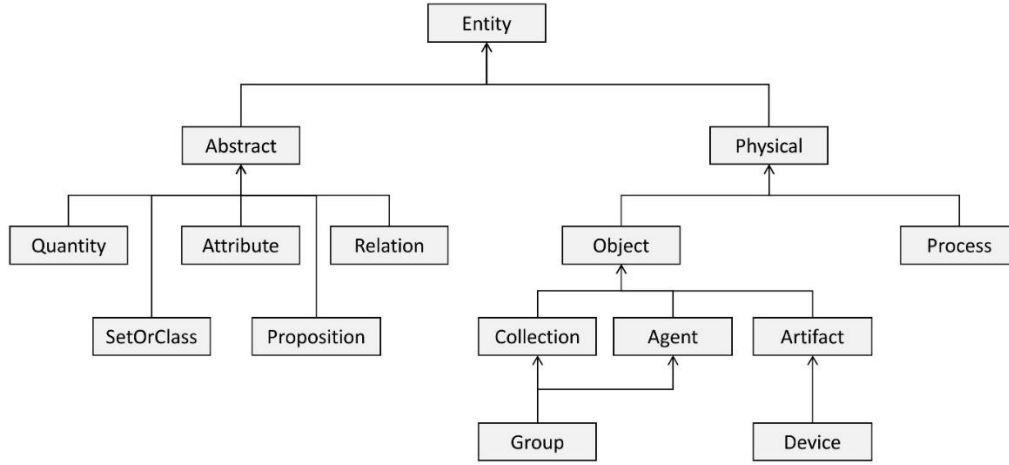 Entity
Abstract
Physical
Quantity
Attribute
Relation
Object
Process
SetOrClass
Proposition
Collection
Agent
Artifact
Group
Device